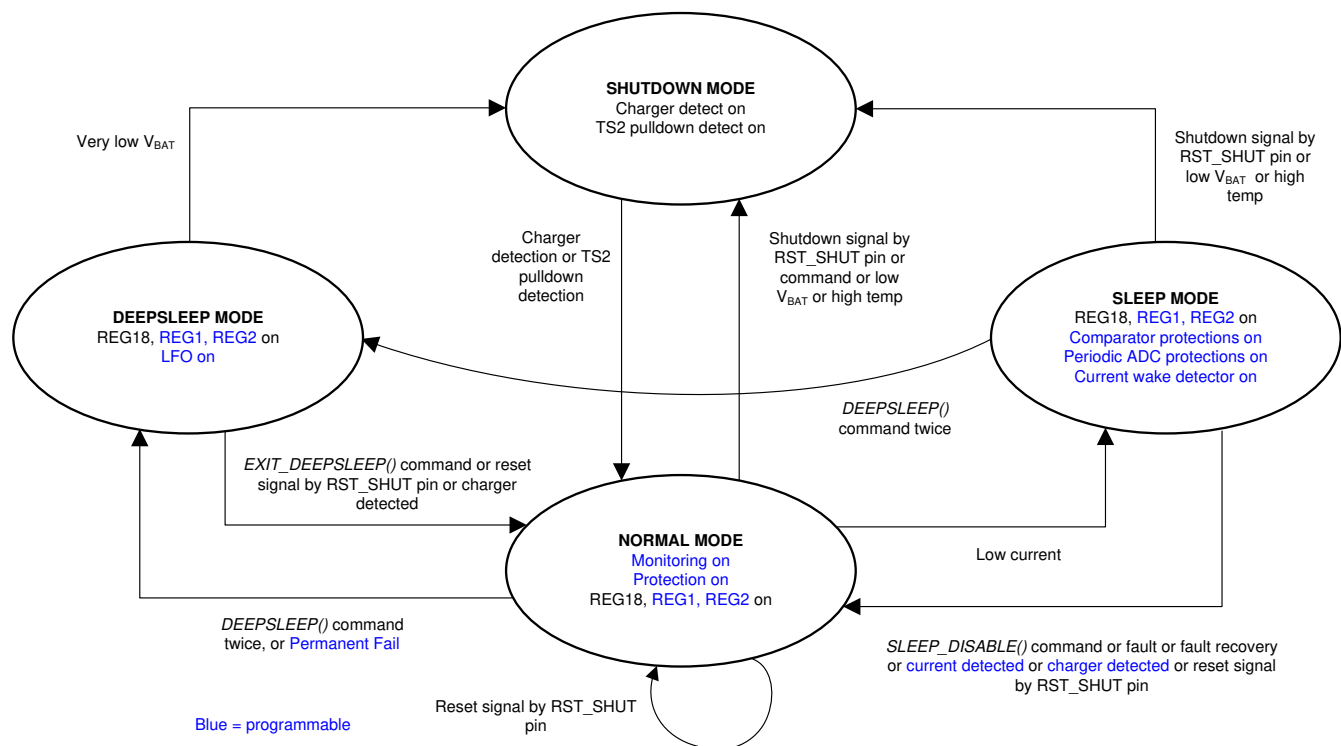 SHUTDOWN MODE
Charger detect on
TS2 pulldown detect on
Very low VBAT
Shutdown signal by
RST_SHUT pin or
low VBAT or high
temp
Charger
detection or TS2
pulldown
detection
Shutdown signal by
RST_SHUT pin or
command or low
VBAT or high temp
DEEPSLEEP MODE
REG18, REG1, REG2 on
LFO on
SLEEP MODE
REG18, REG1, REG2 on
Comparator protections on
Periodic ADC protections on
Current wake detector on
DEEPSLEEP()
command twice
EXIT_DEEPSLEEP() command or reset
signal by RST_SHUT pin or charger
detected
NORMAL MODE
Monitoring on
Protection on
REG18, REG1, REG2 on
Low current
DEEPSLEEP() command
twice, or Permanent Fail
SLEEP_DISABLE() command or fault or fault recovery
or current detected or charger detected or reset signal
by RST_SHUT pin
Reset signal by RST_SHUT
pin
Blue = programmable